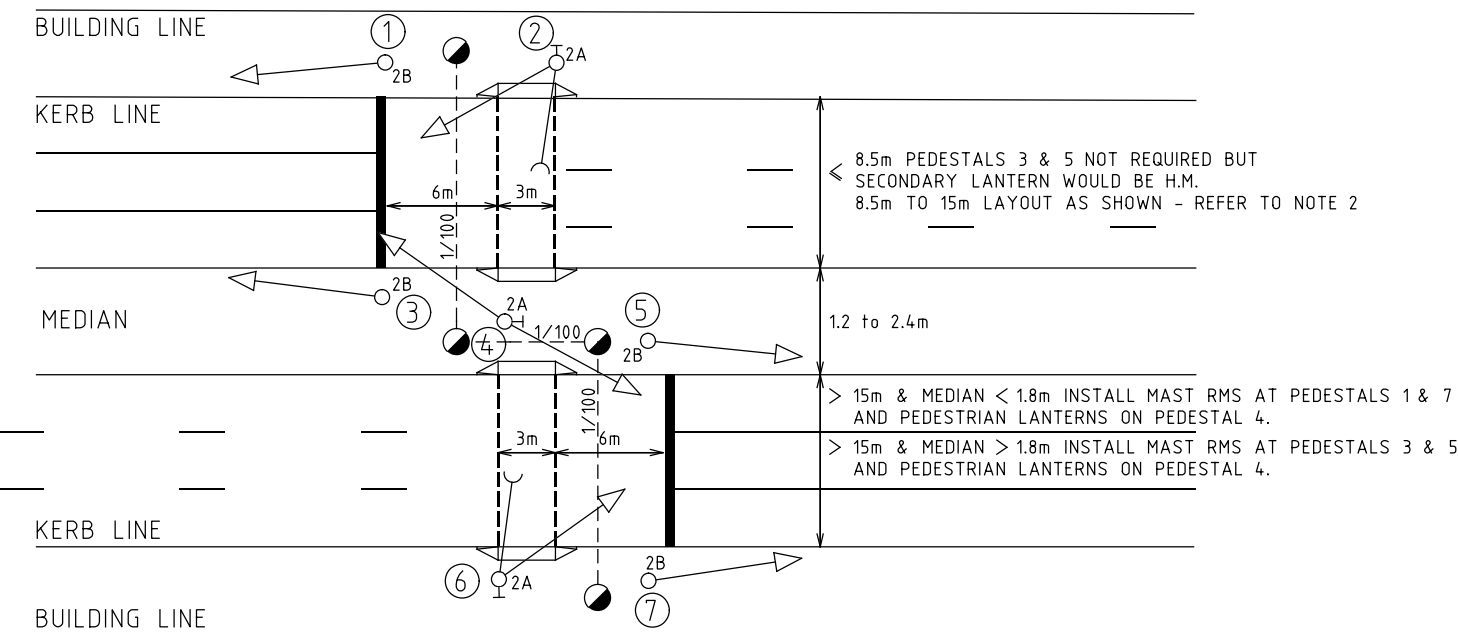 BUILDING LINE
1
2
2A
2B
KERB LINE
8.5m PEDESTALS 3 & 5 NOT REQUIRED BUT
SECONDARY LANTERN WOULD BE H.M.
8.5m TO 15m LAYOUT AS SHOWN - REFER TO NOTE 2
6m
3m
1/100
2B
3
2A
5
MEDIAN
4
1/100
2B
1.2 to 2.4m
> 15m & MEDIAN < 1.8m INSTALL MAST RMS AT PEDESTALS 1 & 7
AND PEDESTRIAN LANTERNS ON PEDESTAL 4.
1/100
3m
6m
> 15m & MEDIAN > 1.8m INSTALL MAST RMS AT PEDESTALS 3 & 5
AND PEDESTRIAN LANTERNS ON PEDESTAL 4.
KERB LINE
6
2A
2B
7
BUILDING LINE